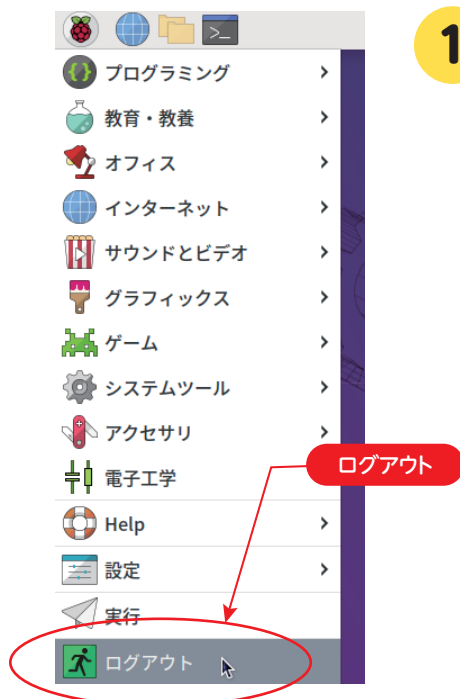 1
プログラミング
教育・教養
オフィス
インターネット
サウンドとビデオ
グラフィックス
ゲーム
システムツール
アクセサリ
ログアウト
電子工学
Help
設定
実行
ログアウト